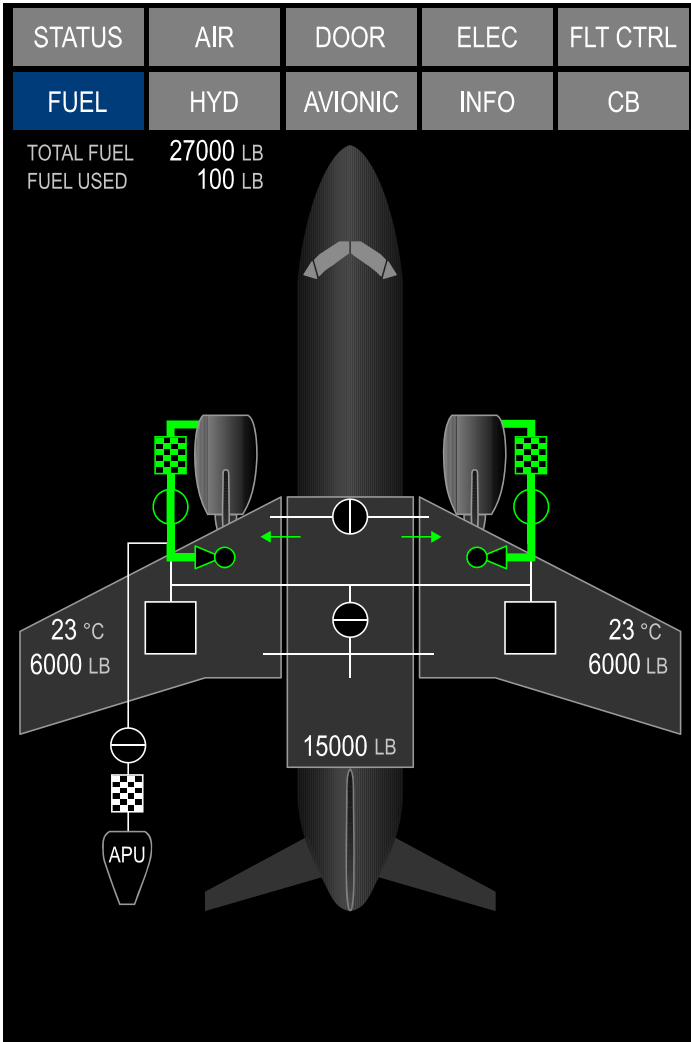 STATUS AIR DOOR ELEC FLT CTRL
FUEL HYD AVIONIC INFO CB
TOTAL FUEL 27000 LB
FUEL USED 100 LB
23 °C 23 °C
6000 LB 6000 LB
15000 LB
APU